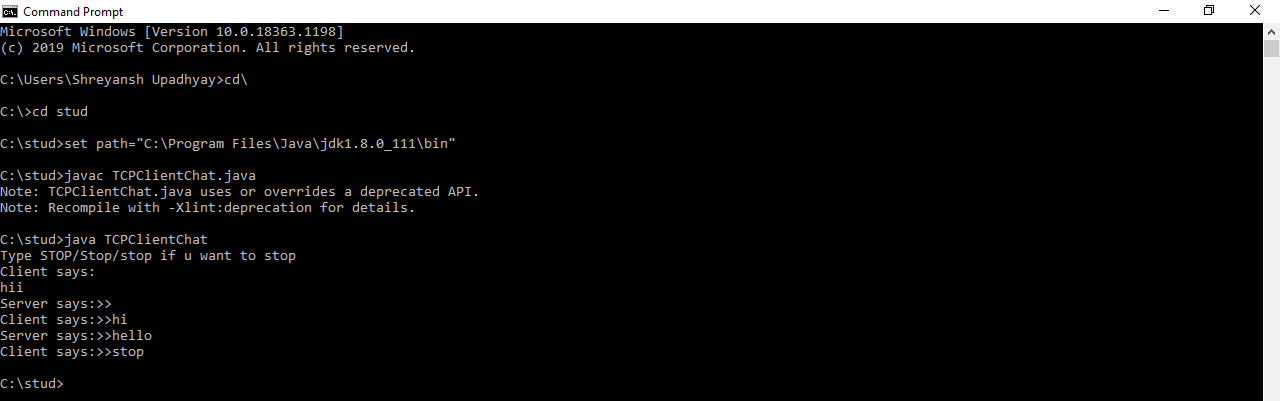 Command Prompt
Microsoft Windows [Version 10.0.18363.1198]
(c) 2019 Microsoft Corporation. All rights reserved.
C:\Users\Shreyansh Upadhyay>cd\
C:\>cd stud
C:\stud>set path="C:\Program Files\Java\jdk1.8.0_111\bin"
C:\stud>javac TCPClientChat.java
Note: TCPClientChat.java uses or overrides a deprecated API.
Note: Recompile with -Xlint:deprecation for details.
C:\stud>java TCPClientChat
Type STOP/Stop/stop if u want to stop
Client says:
hii
Server says:>>
Client says:>>hi
Server says:>>hello
Client says:>>stop
C:\stud>